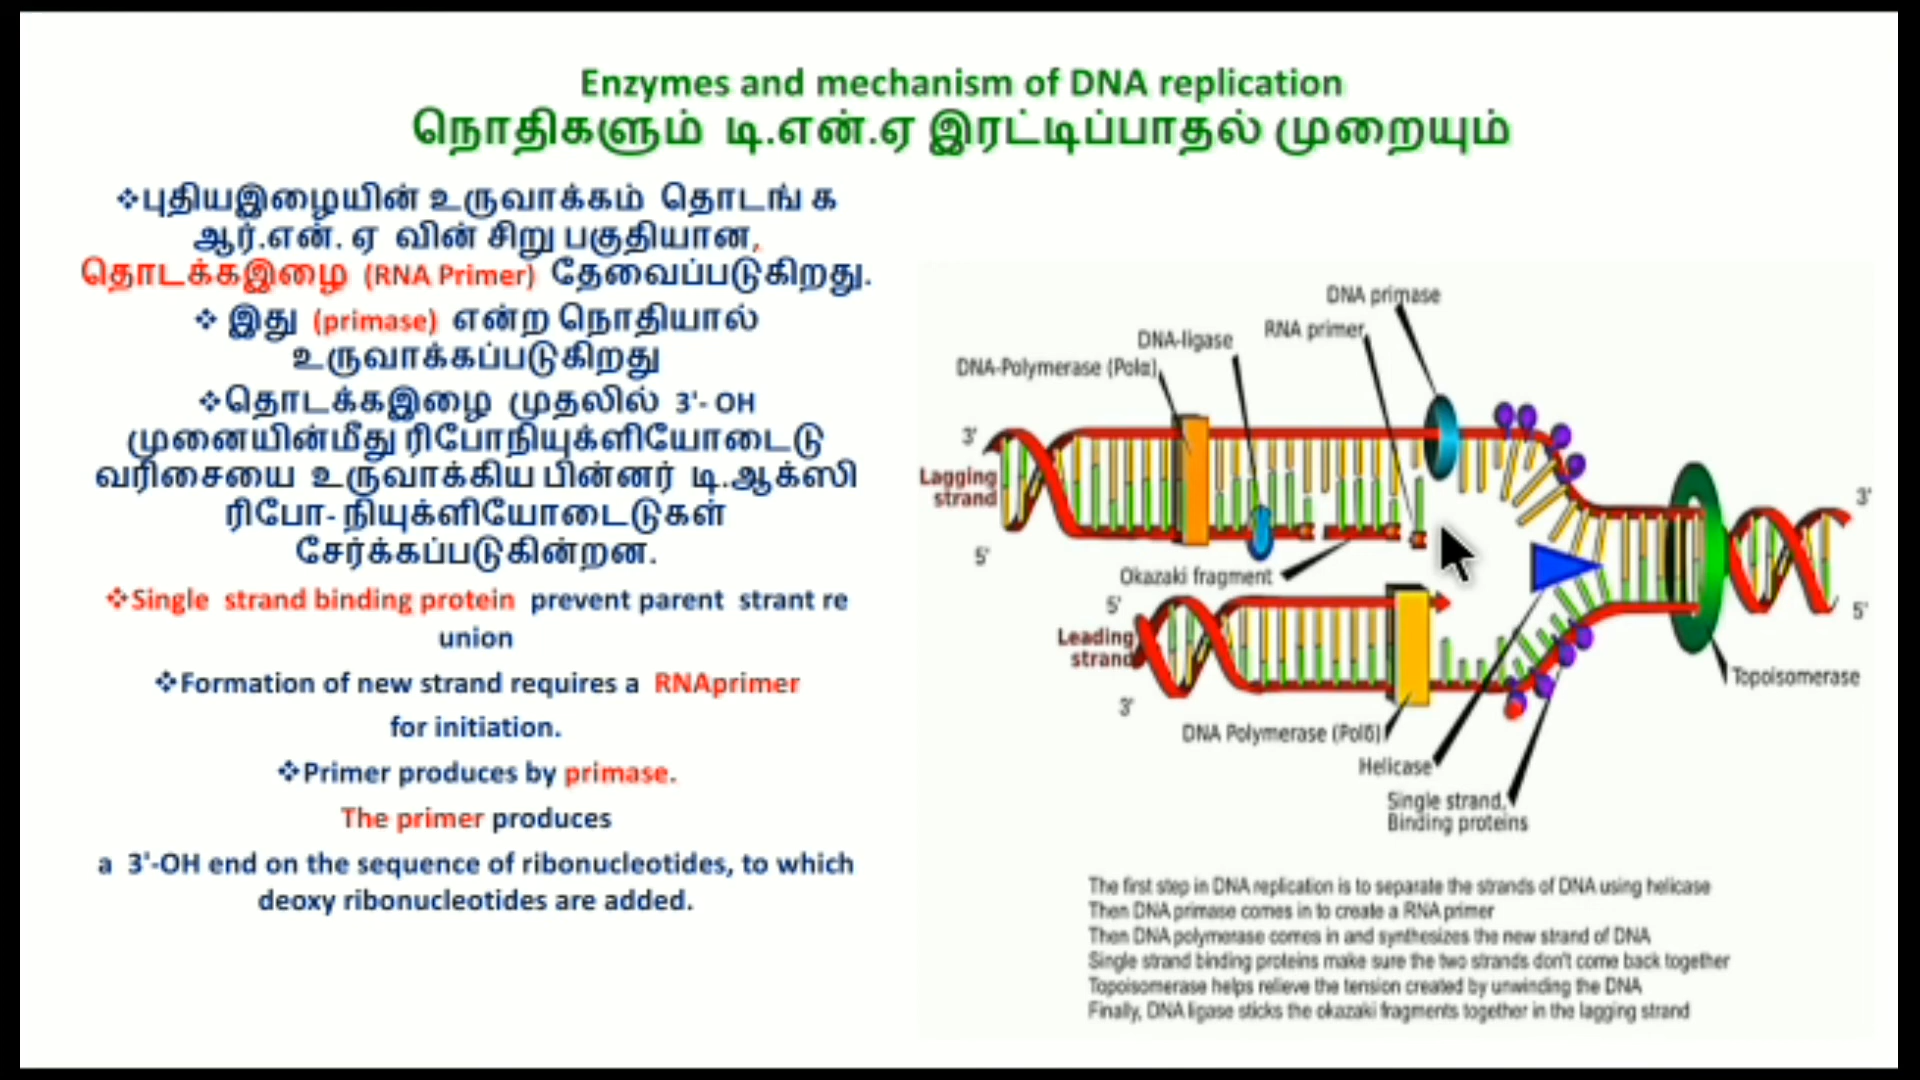 Enzymes and mechanism of DNA replication
நொதிகளும் டி.என்.ஏ இரட்டிப்பாதல் முறையும்
❖புதியஇழையின் உருவாக்கம் தொடங் க
ஆர்.என். ஏ வின் சிறு பகுதியான,
தொடக்கஇழை (RNA Primer) தேவைப்படுகிறது.
❖ இது (primase) என்ற நொதியால்
உருவாக்கப்படுகிறது
❖தொடக்கஇழை முதலில் 3'- OH
முனையின்மீது ரிபோநியுக்ளியோடைடு
வரிசையை உருவாக்கிய பின்னர் டி.ஆக்ஸி
ரிபோ- நியுக்ளியோடைடுகள்
சேர்க்கப்படுகின்றன.
❖Single strand binding protein prevent parent strant re
union
❖Formation of new strand requires a RNAprimer
for initiation.
❖Primer produces by primase.
The primer produces
a 3'-OH end on the sequence of ribonucleotides, to which
deoxy ribonucleotides are added.
DNA primase
RNA primer
DNA-ligase
DNA-Polymerase (Polα)
3'
Lagging
strand
5'
Okazaki fragment
3'
5'
5'
Leading
strand
3'
Topoisomerase
DNA Polymerase (Polδ)
Helicase
Single strand,
Binding proteins
The first step in DNA replication is to separate the strands of DNA using helicase
Then DNA primase comes in to create a RNA primer
Then DNA polymerase comes in and synthesizes the new strand of DNA
Single strand binding proteins make sure the two strands don't come back together
Topoisomerase helps relieve the tension created by unwinding the DNA
Finally, DNA ligase sticks the okazaki fragments together in the lagging strand